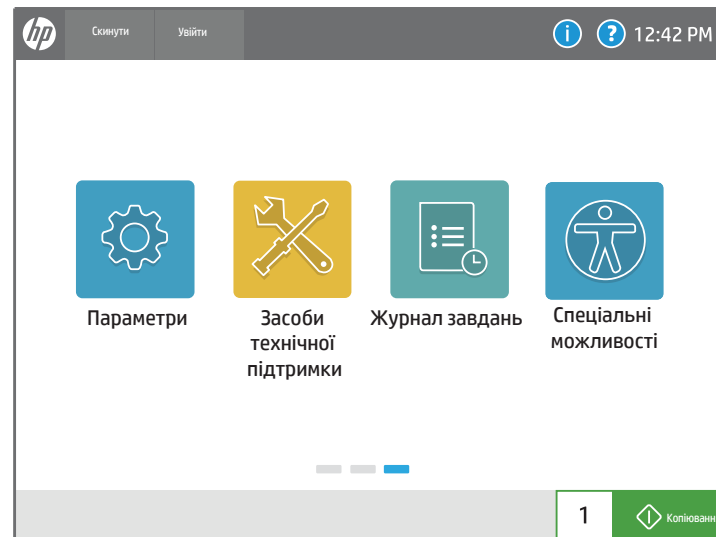 hp
Скинути
Увійти
i
?
12:42 PM
Параметри
Засоби
технічної
підтримки
Журнал завдань
Спеціальні
можливості
1